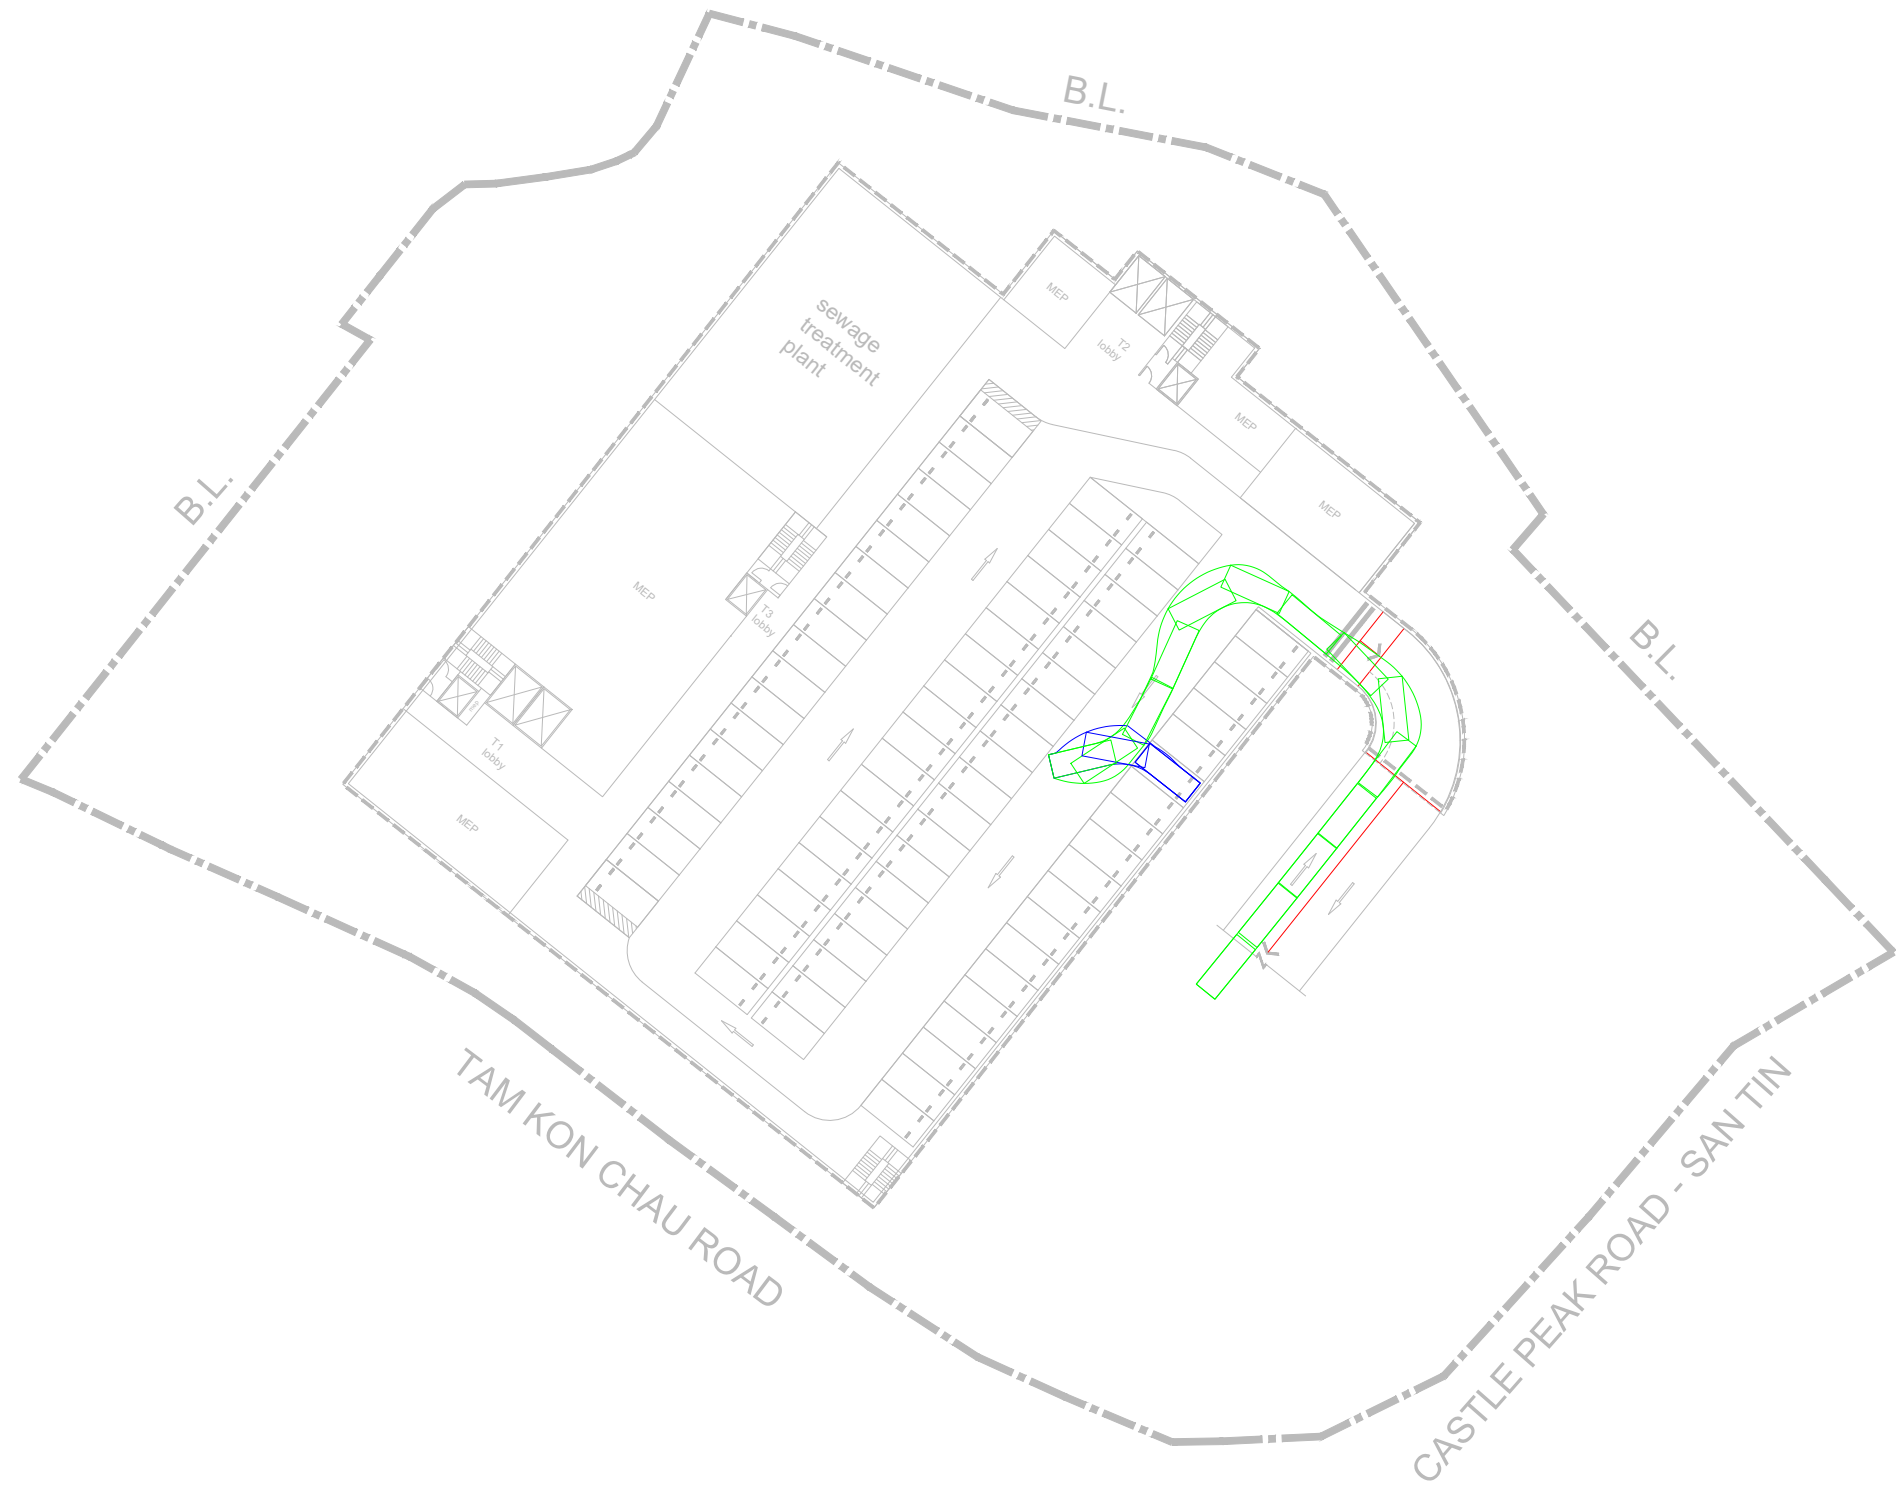 B.L.
MEP
sewage
treatment
plant
T2
lobby
MEP
B.L.
MEP
MEP
T3
lobby
B.L.
T1
lobby
MEP
TAM KON CHAU ROAD
CASTLE PEAK ROAD - SAN TIN